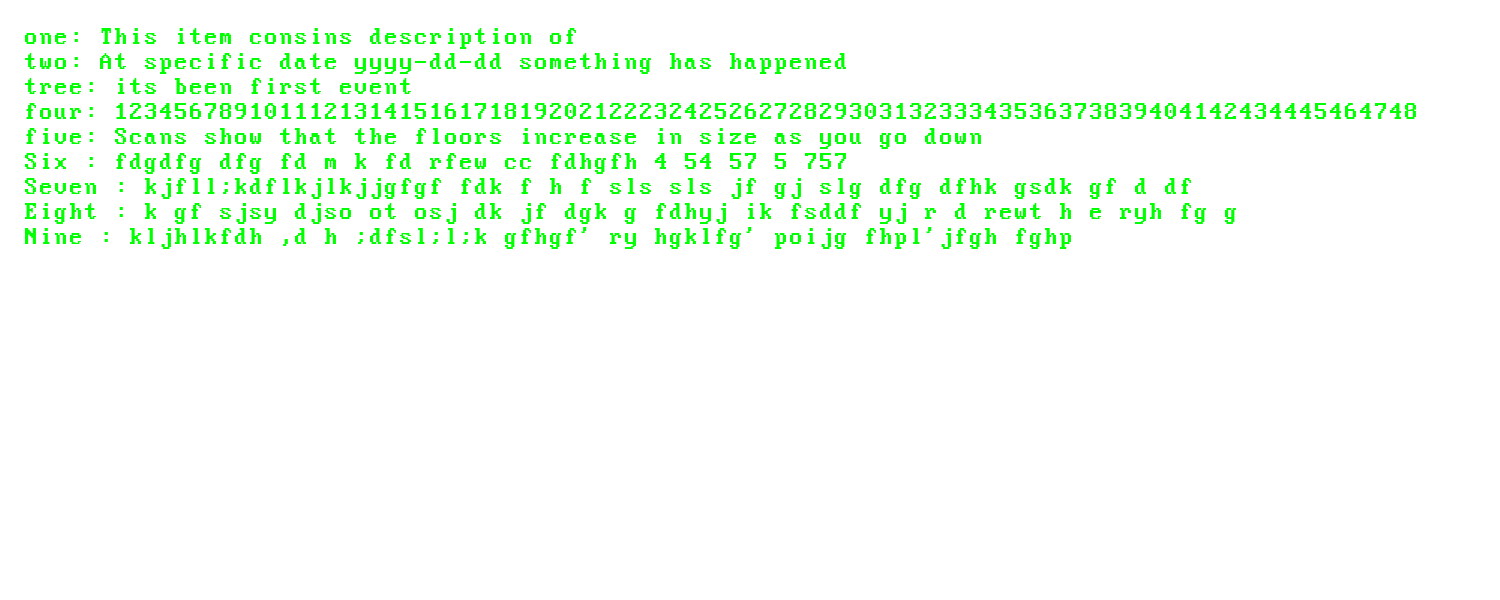 one: This item consins description of
two: At specific date yyyy-dd-dd something has happened
tree: its been first event
four: 123456789101112131415161718192021222324252627282930313233343536373839404142434445464748
five: Scans show that the floors increase in size as you go down
Six : fdgdfg dfg fd m k fd rfew cc fdhgfh 4 54 57 5 757
Seven : kjfll;kdflkjlkjjgfgf fdk f h f sls sls jf gj slg dfg dfhk gsdk gf d df
Eight : k gf sjsy djso ot osj dk jf dgk g fdhyj ik fsddf yj r d rewt h e ryh fg g
Nine : kljhlkfdh ,d h ;dfsl;l;k gfhgf' ry hgklfg' poijg fhpl'jfgh fghp